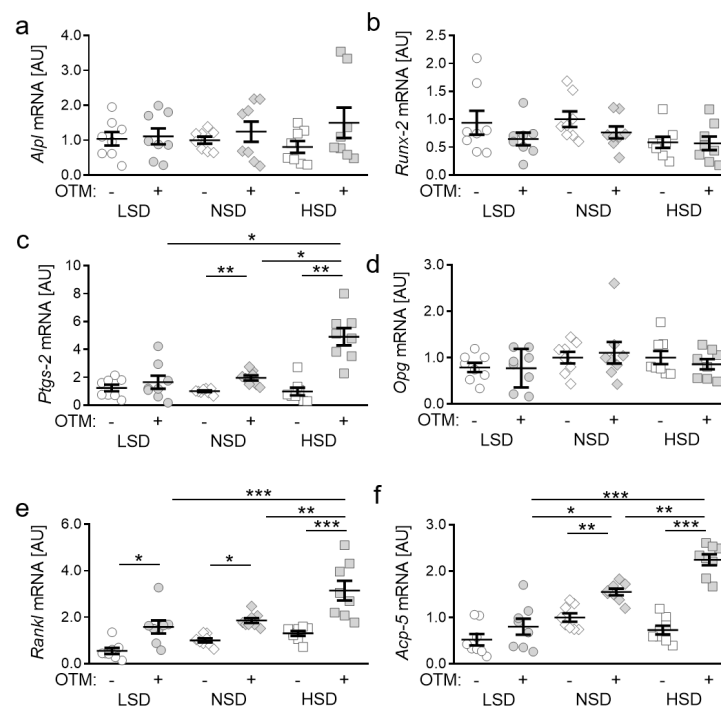 a
Alpl mRNA [AU]
4.0
3.0
2.0
1.0
0.0
OTM: - + - + - +
LSD NSD HSD
b
Runx-2 mRNA [AU]
2.5
2.0
1.5
1.0
0.5
0.0
OTM: - + - + - +
LSD NSD HSD
c
Ptgs-2 mRNA [AU]
10
8
6
4
2
0
*
*
** **
OTM: - + - + - +
LSD NSD HSD
d
Opg mRNA [AU]
3.0
2.0
1.0
0.0
OTM: - + - + - +
LSD NSD HSD
e
Rankl mRNA [AU]
6.0
4.0
2.0
0.0
***
**
* * ***
OTM: - + - + - +
LSD NSD HSD
f
Acp-5 mRNA [AU]
3.0
2.0
1.0
0.0
***
* **
** ***
OTM: - + - + - +
LSD NSD HSD